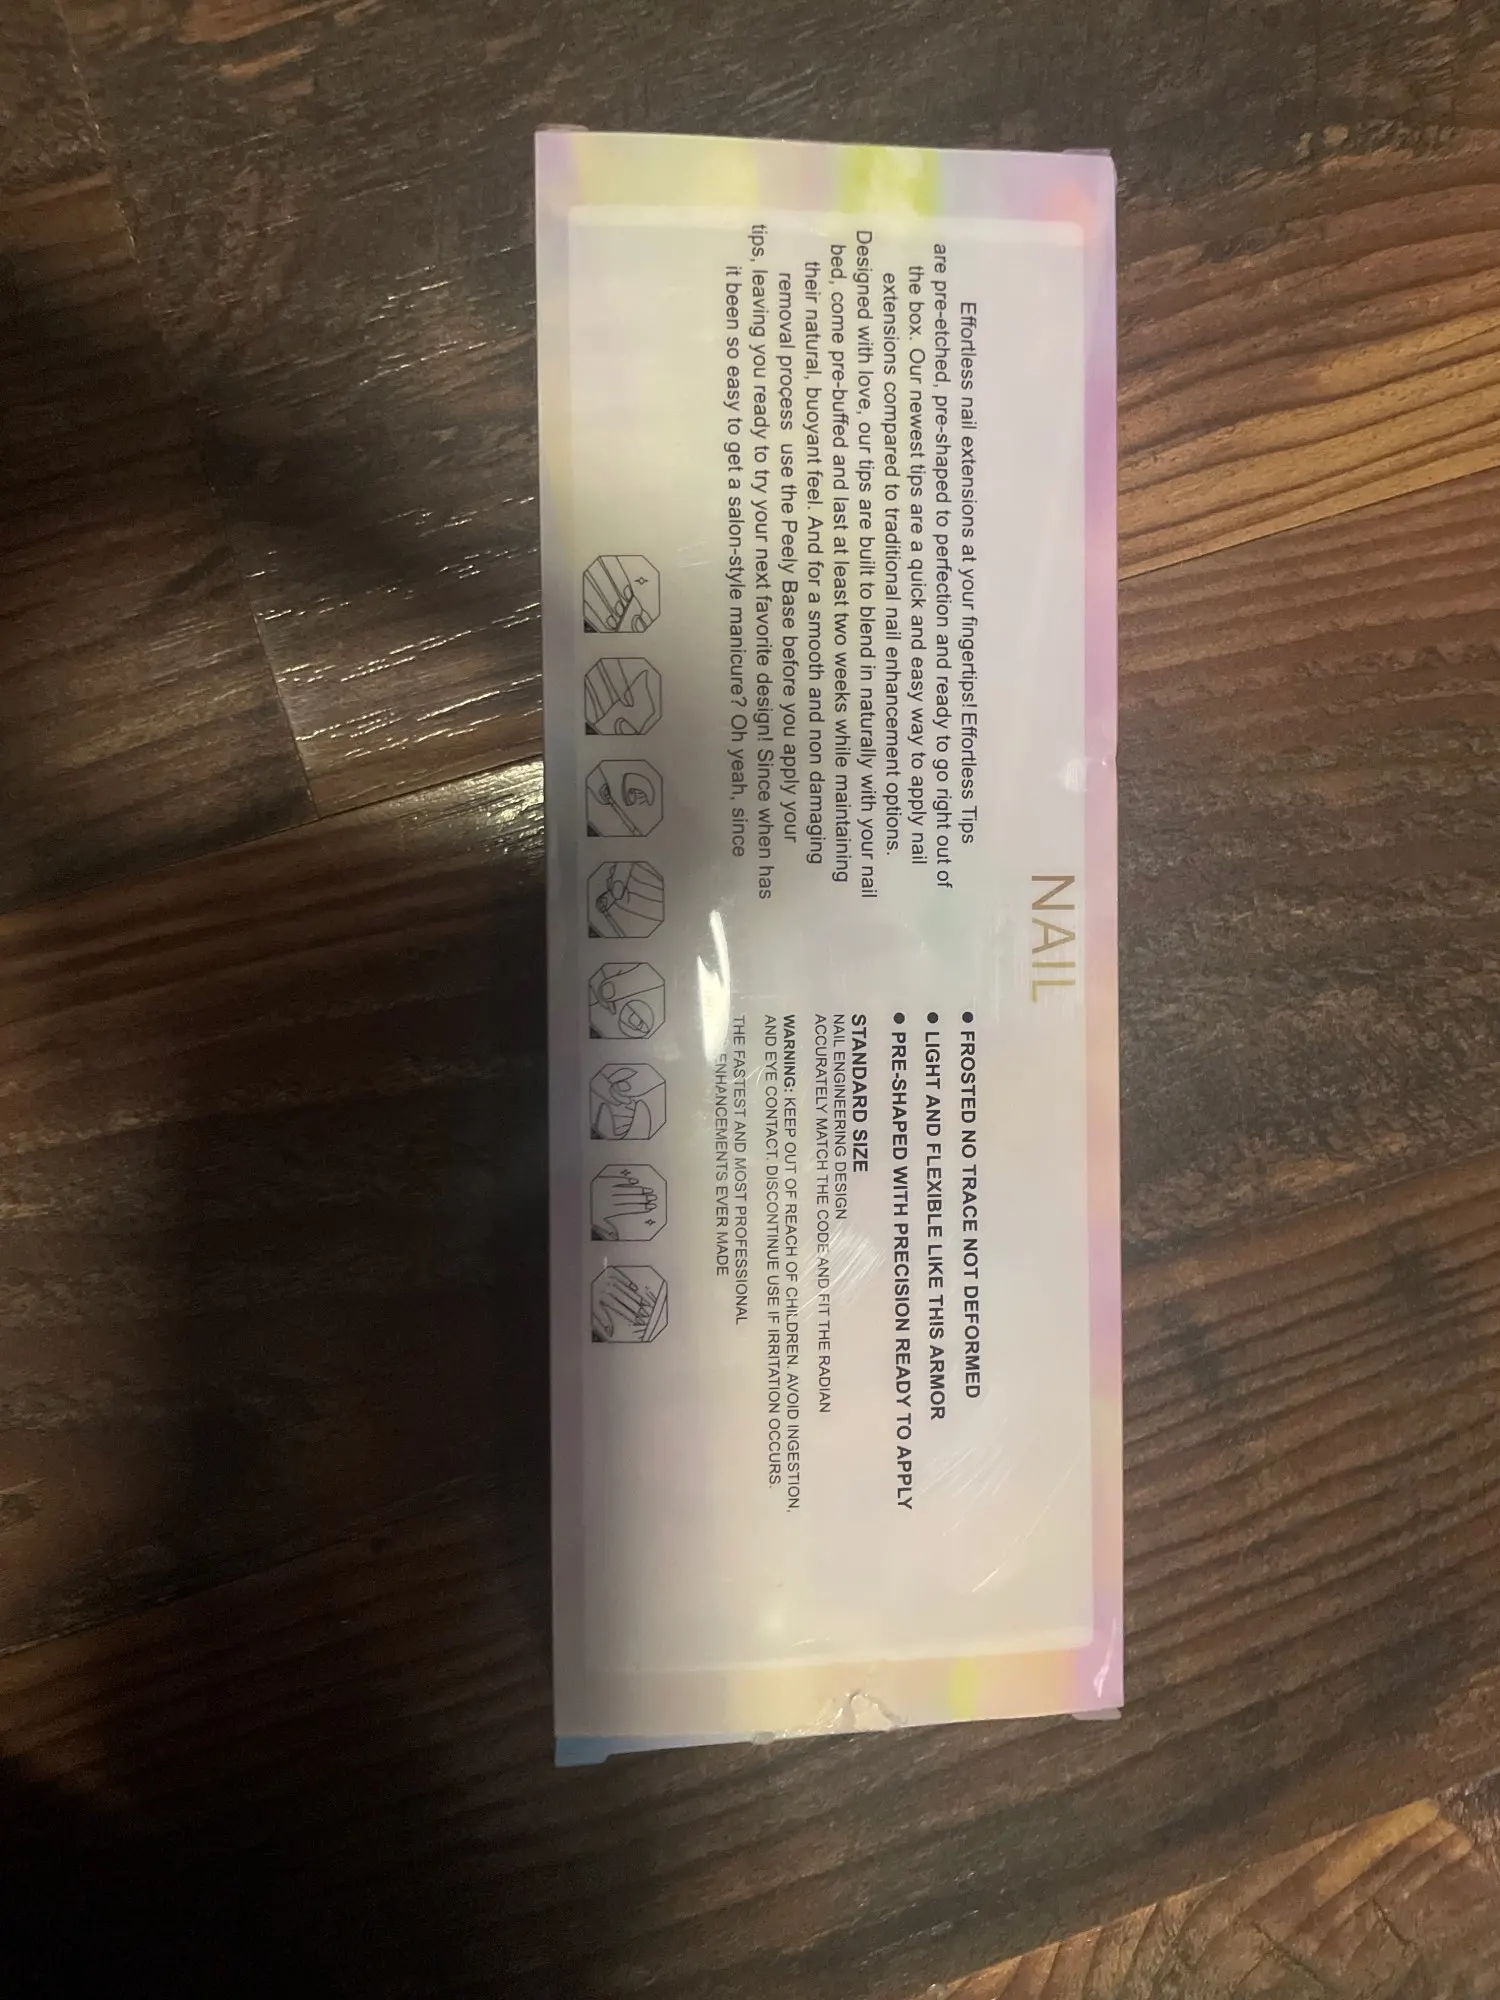 NAIL
Effortless nail extensions at your fingertips! Effortless Tips
are pre-etched, pre-shaped to perfection and ready to go right out of
the box. Our newest tips are a quick and easy way to apply nail
extensions compared to traditional nail enhancement options.
Designed with love, our tips are built to blend in naturally with your nail
bed, come pre-buffed and last at least two weeks while maintaining
their natural, buoyant feel. And for a smooth and non damaging
removal process use the Peely Base before you apply your
tips, leaving you ready to try your next favorite design! Since when has
it been so easy to get a salon-style manicure? Oh yeah, since
● FROSTED NO TRACE NOT DEFORMED
● LIGHT AND FLEXIBLE LIKE THIS ARMOR
● PRE-SHAPED WITH PRECISION READY TO APPLY
STANDARD SIZE
NAIL ENGINEERING DESIGN
ACCURATELY MATCH THE CODE AND FIT THE RADIAN
WARNING: KEEP OUT OF REACH OF CHILDREN. AVOID INGESTION,
AND EYE CONTACT. DISCONTINUE USE IF IRRITATION OCCURS.
THE FASTEST AND MOST PROFESSIONAL
ENHANCEMENTS EVER MADE